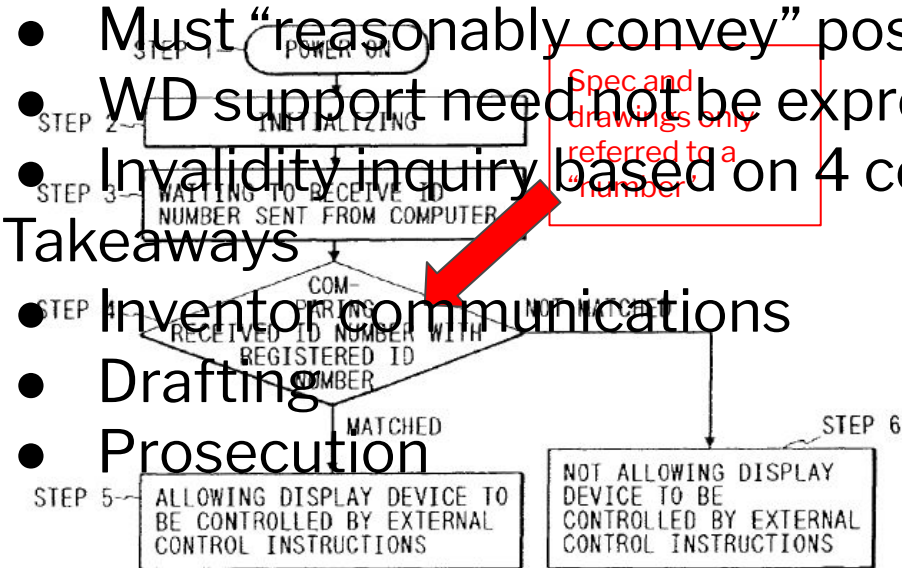 ● Must “reasonably convey” pos
● WD support need not be expre
● Invalidity inquiry based on 4 co
Takeaways
● Inventor communications
● Drafting
● Prosecution
Spec and
drawings only
referred to a
“number”
STEP 1
POWER ON
STEP 2
INITIALIZING
STEP 3
WAITING TO RECEIVE ID
NUMBER SENT FROM COMPUTER
STEP 4
COM-
PARING
RECEIVED ID NUMBER WITH
REGISTERED ID
NUMBER
NOT MATCHED
MATCHED
STEP 5
ALLOWING DISPLAY DEVICE TO
BE CONTROLLED BY EXTERNAL
CONTROL INSTRUCTIONS
STEP 6
NOT ALLOWING DISPLAY
DEVICE TO BE
CONTROLLED BY EXTERNAL
CONTROL INSTRUCTIONS